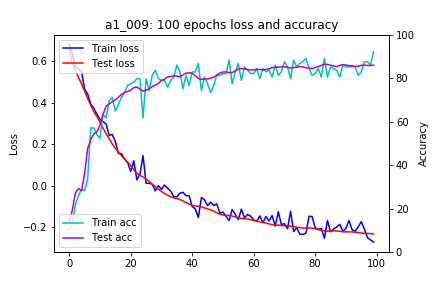 a1_009: 100 epochs loss and accuracy
Train loss
Test loss
Train acc
Test acc
Loss
Accuracy
0.6
0.4
0.2
0.0
−0.2
100
80
60
40
20
0
0 20 40 60 80 100